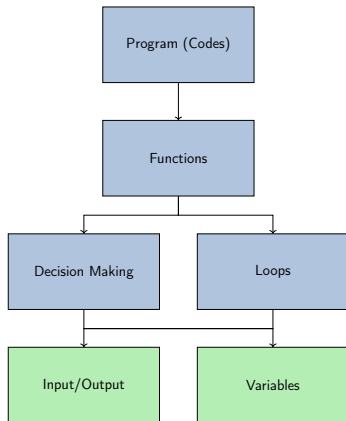 Program (Codes)
Functions
Decision Making
Loops
Input/Output
Variables